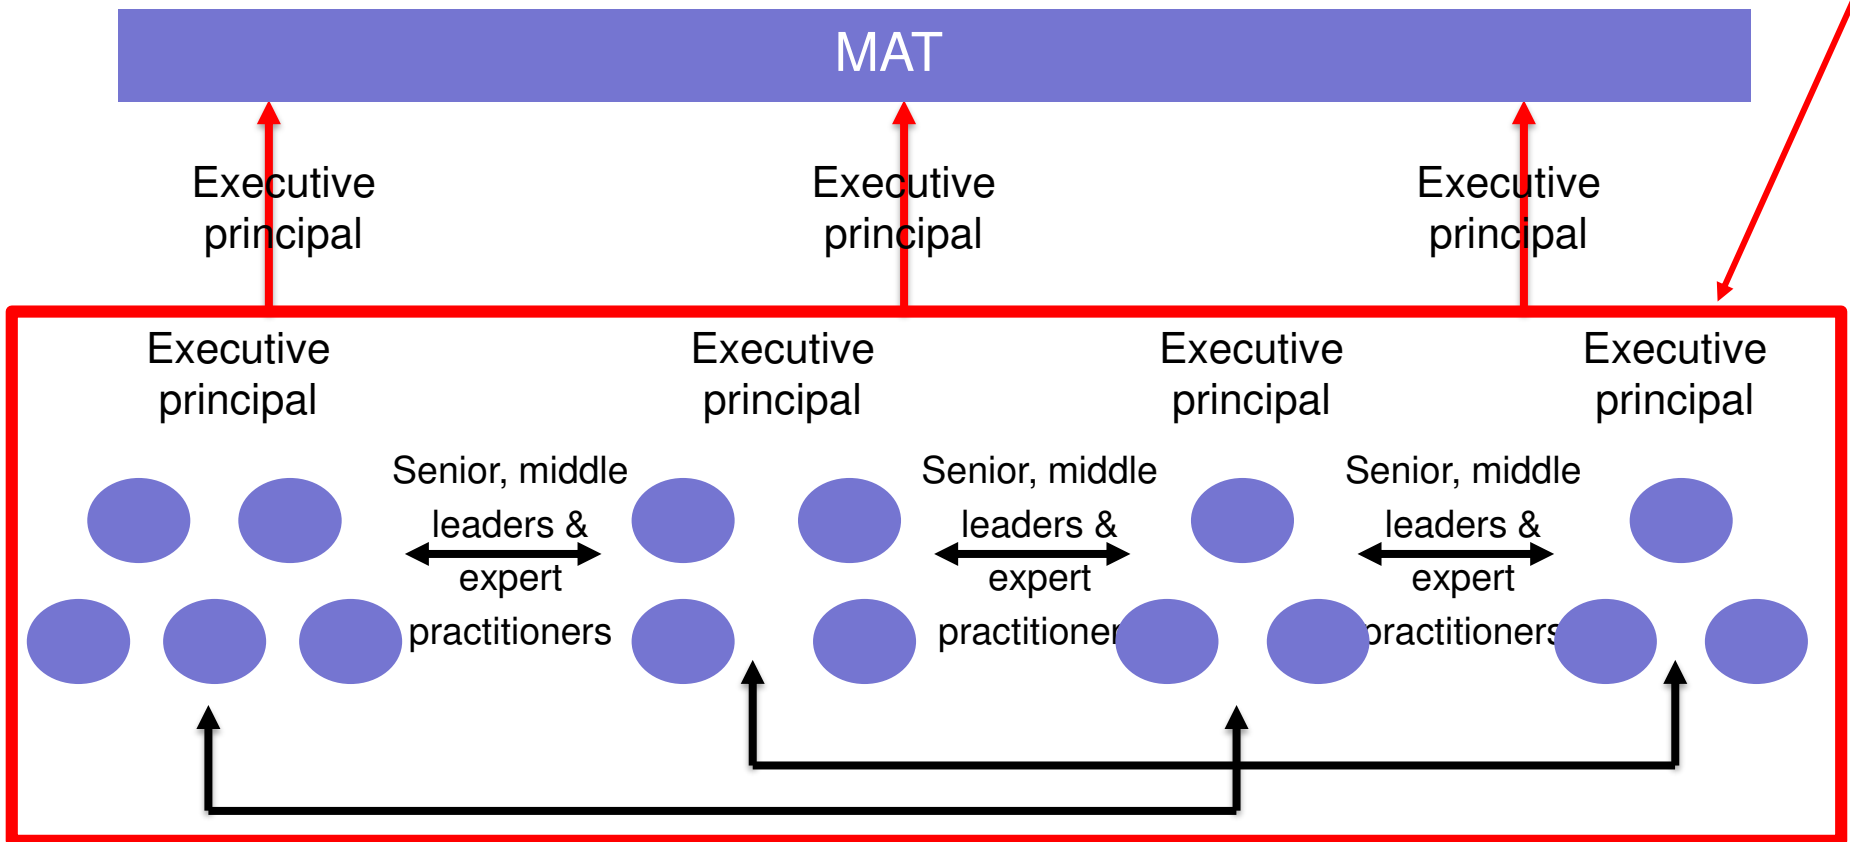 MAT
Executive
principal
Executive
principal
Executive
principal
Executive
principal
Executive
principal
Executive
principal
Executive
principal
Senior, middle
leaders &
expert
practitioners
Senior, middle
leaders &
expert
practitioner
Senior, middle
leaders &
expert
practitioners